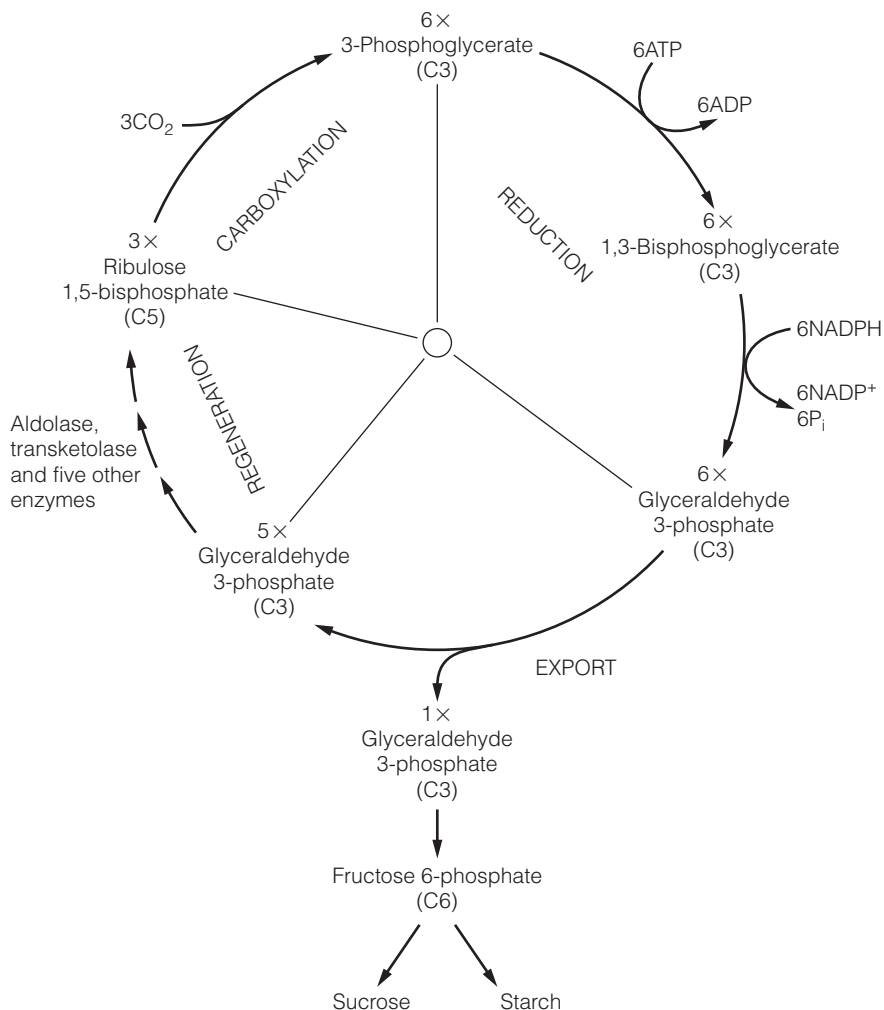 6×
3-Phosphoglycerate
(C3)
6ATP
6ADP
3CO₂
CARBOXYLATION
REDUCTION
6×
1,3-Bisphosphoglycerate
(C3)
3×
Ribulose
1,5-bisphosphate
(C5)
6NADPH
6NADP⁺
6Pᵢ
REGENERATION
Aldolase,
transketolase
and five other
enzymes
6×
Glyceraldehyde
3-phosphate
(C3)
5×
Glyceraldehyde
3-phosphate
(C3)
EXPORT
1×
Glyceraldehyde
3-phosphate
(C3)
Fructose 6-phosphate
(C6)
Sucrose
Starch